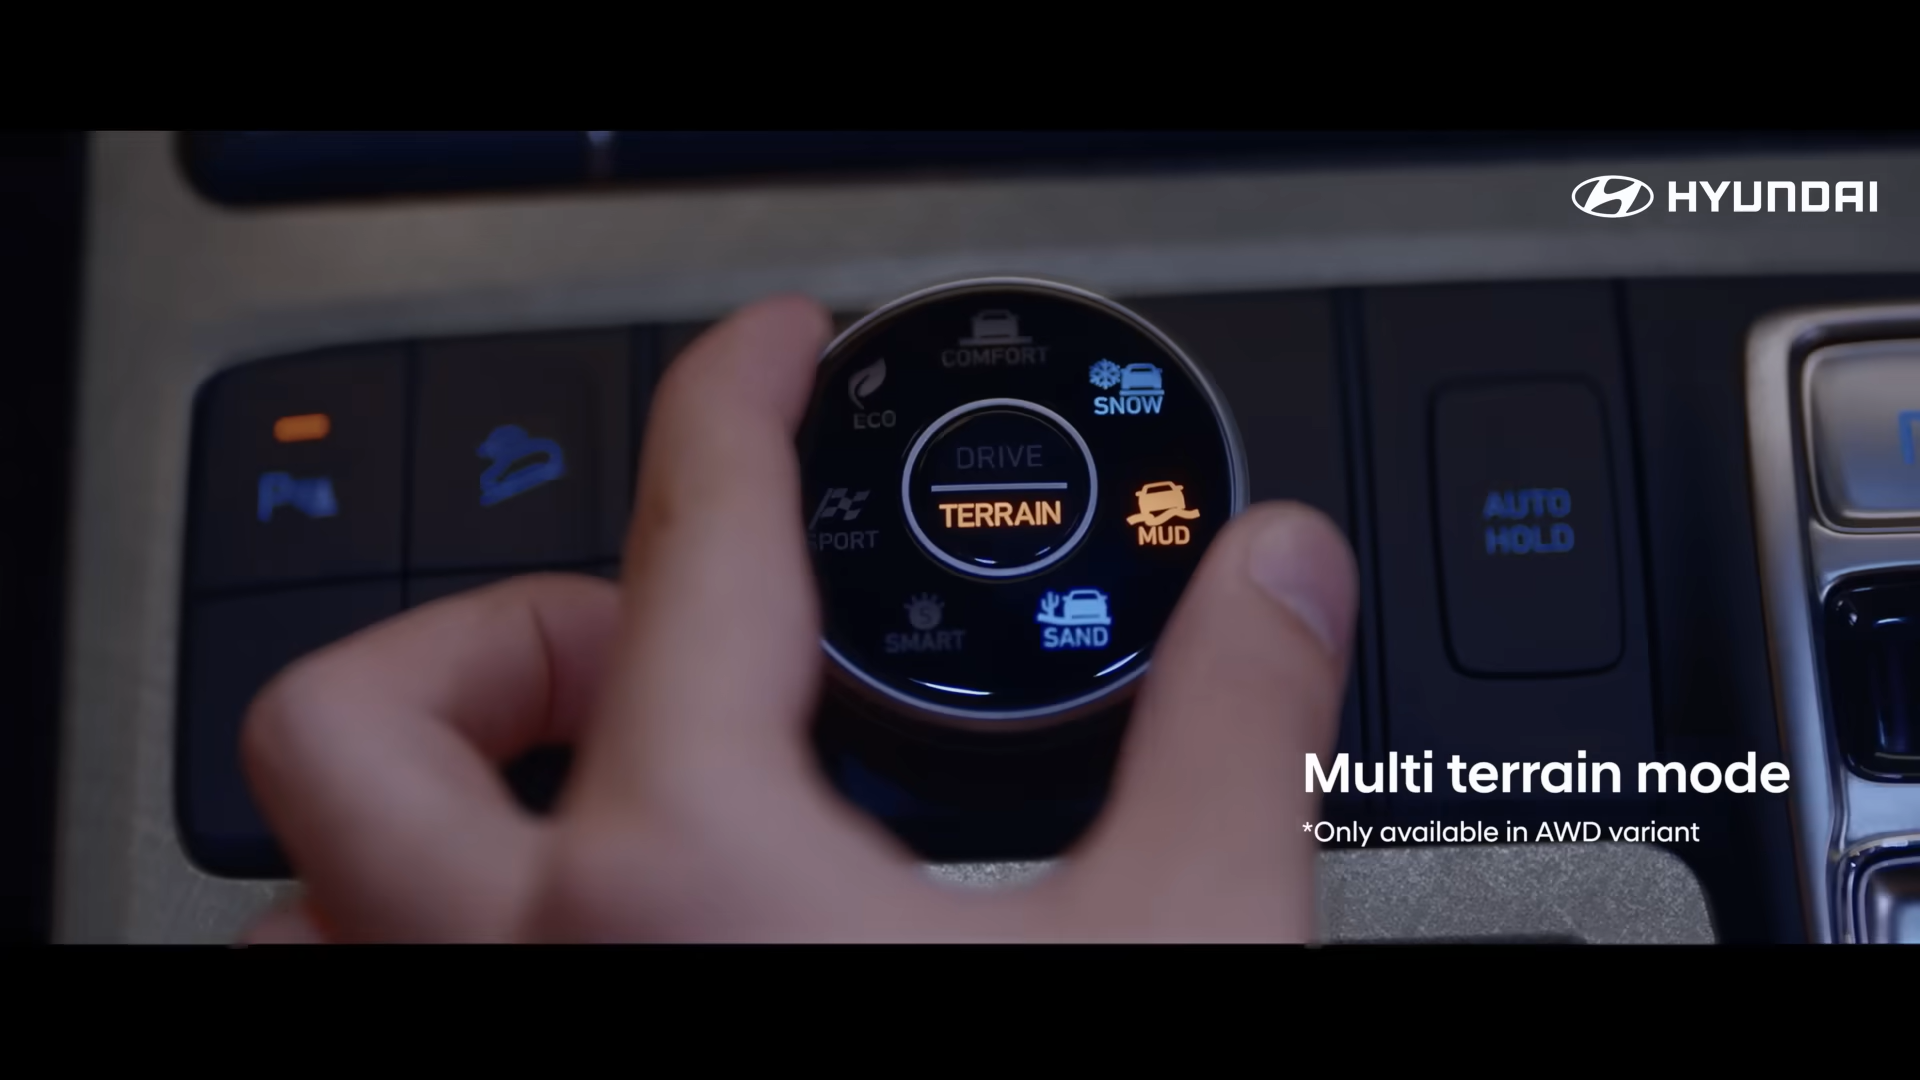 HYUNDAI
COMFORT
SNOW
ECO
DRIVE
TERRAIN
MUD
SPORT
SAND
SMART
AUTO
HOLD
Multi terrain mode
*Only available in AWD variant